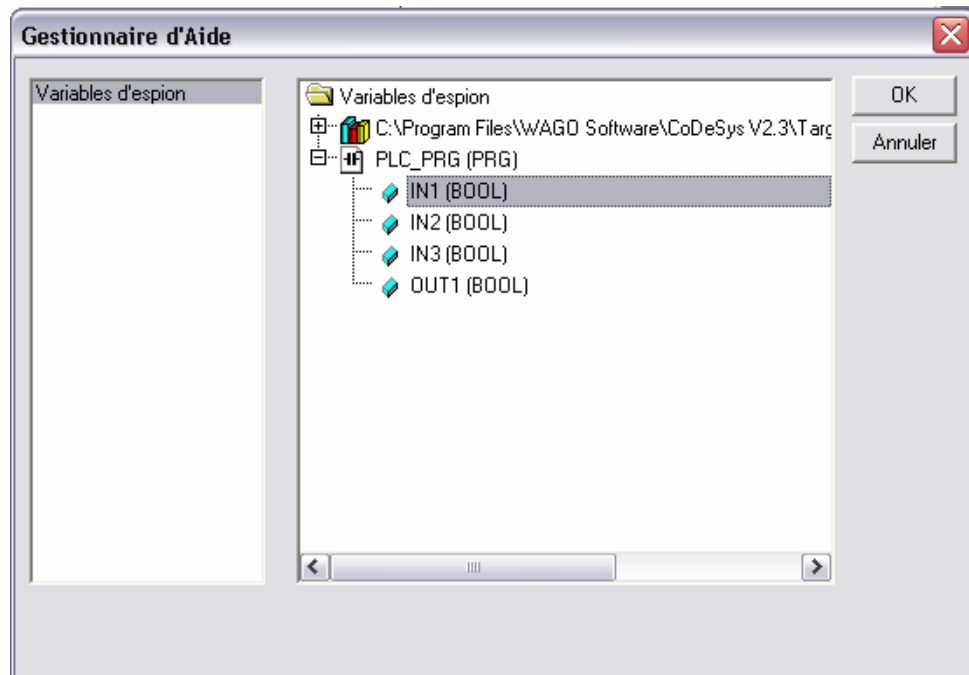 Gestionnaire d'Aide
Variables d'espion
Variables d'espion
C:\Program Files\WAGO Software\CoDeSys V2.3\Targ
PLC_PRG (PRG)
IN1 (BOOL)
IN2 (BOOL)
IN3 (BOOL)
OUT1 (BOOL)
OK
Annuler